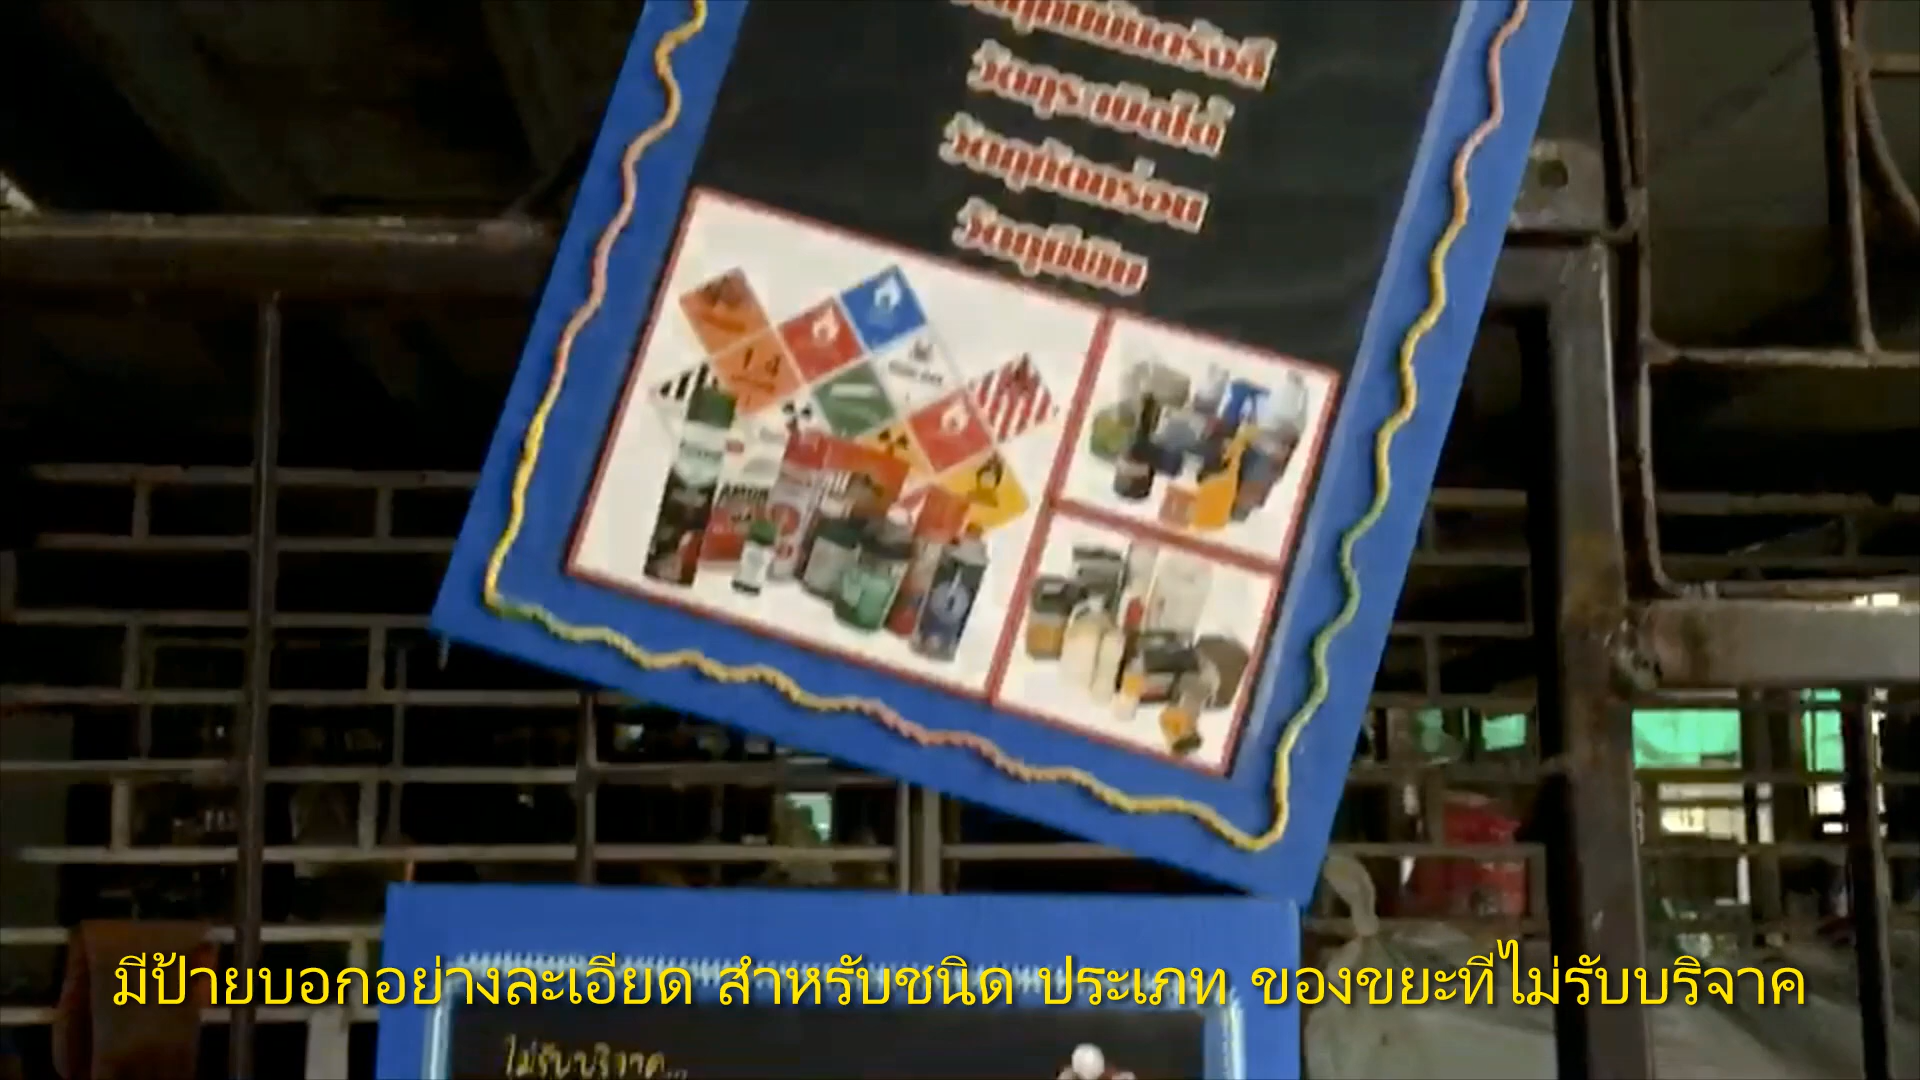 วัตถุระเบิดได้
วัตถุกัดกร่อน
วัตถุมีพิษ
1.4
มีป้ายบอกอย่างละเอียด สำหรับชนิด ประเภท ของขยะที่ไม่รับบริจาค
ไม่รับบริจาค...